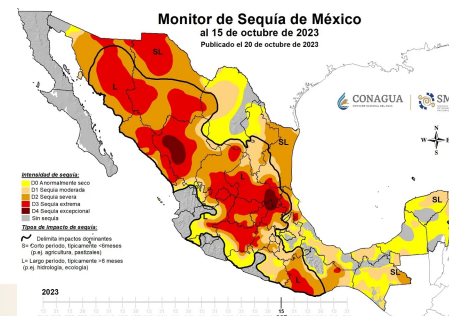 Monitor de Sequía de México
al 15 de octubre de 2023
Publicado el 20 de octubre de 2023
SL
L
CONAGUA
SM
N
W
E
S
SL
Intensidad de sequía:
D0 Anormalmente seco
D1 Sequía moderada
D2 Sequía severa
D3 Sequía extrema
D4 Sequía excepcional
Sin sequía
Tipos de impacto de sequía:
Delimita impactos dominantes
S= Corto periodo, típicamente <6meses
(p.ej. agricultura, pastizales)
L= Largo periodo, típicamente >6 meses
(p.ej. hidrología, ecología)
L
SL
SL
L
2023
15